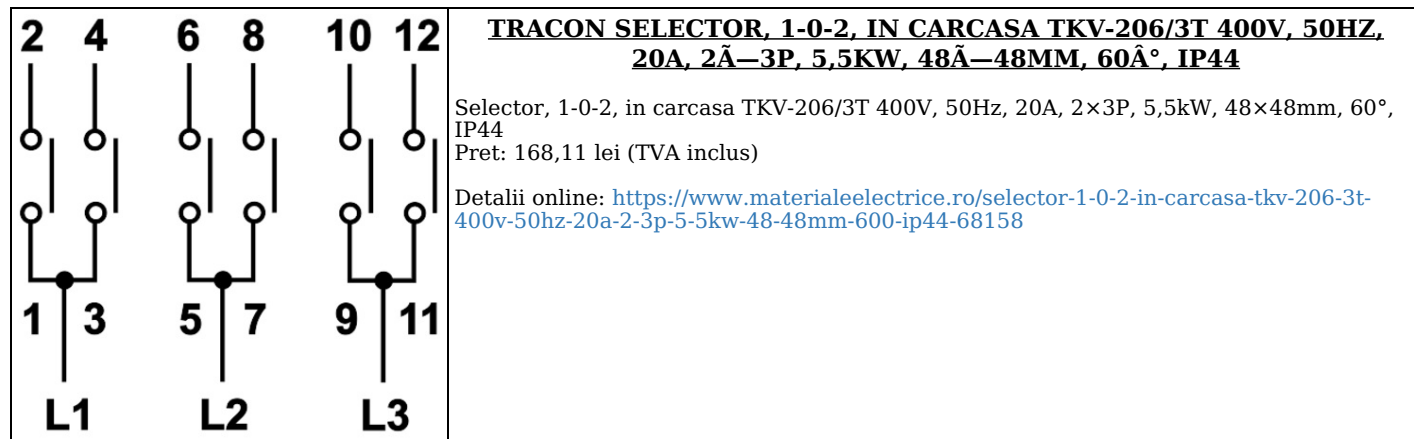 2 4 6 8 10 12
1 3 5 7 9 11
L1 L2 L3
TRACON SELECTOR, 1-0-2, IN CARCASA TKV-206/3T 400V, 50HZ,
20A, 2Ã—3P, 5,5KW, 48Ã—48MM, 60Â°, IP44
Selector, 1-0-2, in carcasa TKV-206/3T 400V, 50Hz, 20A, 2×3P, 5,5kW, 48×48mm, 60°,
IP44
Pret: 168,11 lei (TVA inclus)
Detalii online: https://www.materialeelectrice.ro/selector-1-0-2-in-carcasa-tkv-206-3t-
400v-50hz-20a-2-3p-5-5kw-48-48mm-600-ip44-68158